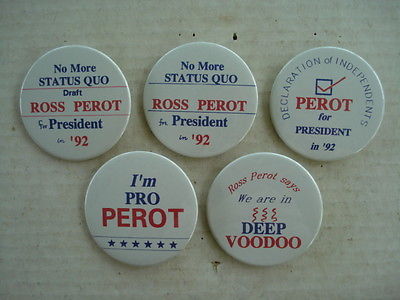 No More
STATUS QUO
Draft
ROSS PEROT
for President
in '92
No More
STATUS QUO
ROSS PEROT
for President
in '92
DECLARATION of INDEPENDENTS
PEROT
for
PRESIDENT
in '92
I'm
PRO
PEROT
Ross Perot says
We are in
DEEP
VOODOO